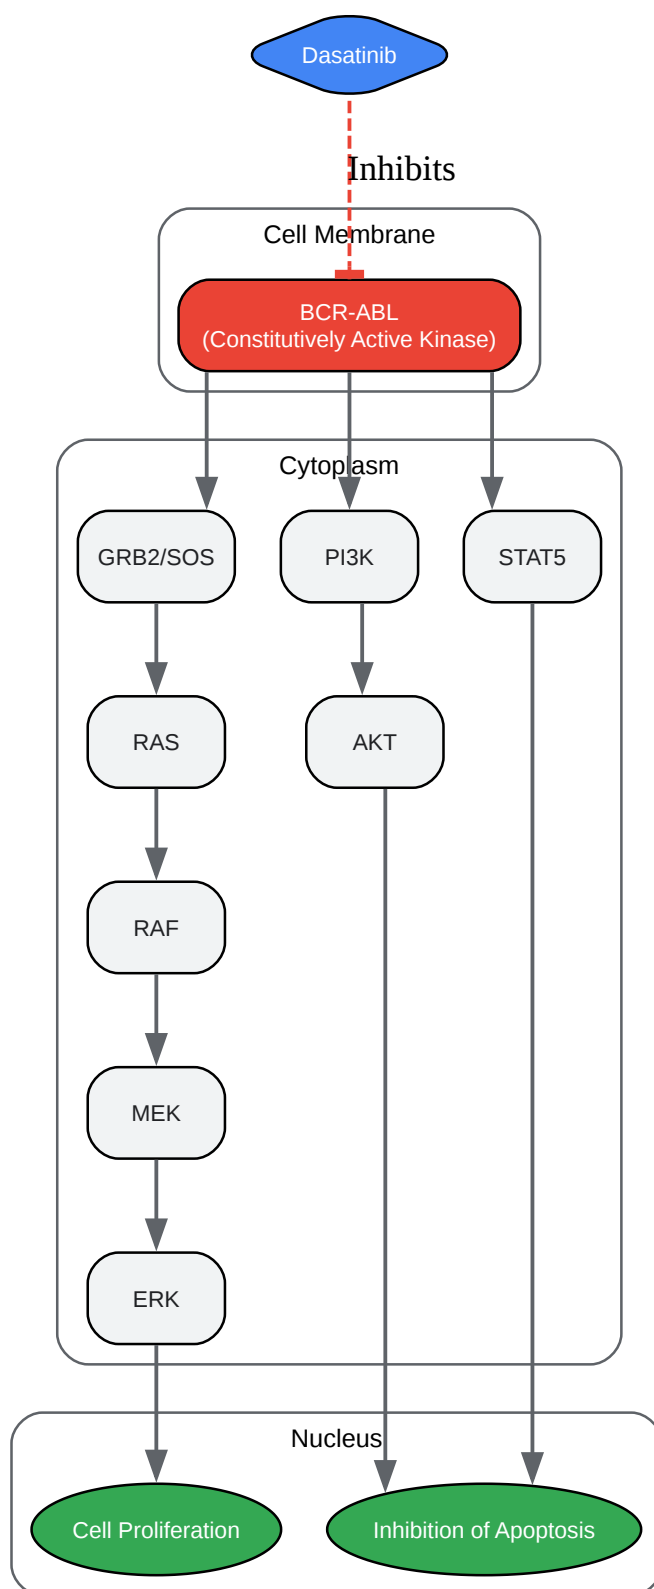 Dasatinib
Inhibits
Cell Membrane
BCR-ABL
(Constitutively Active Kinase)
Cytoplasm
GRB2/SOS
PI3K
STAT5
RAS
AKT
RAF
MEK
ERK
Nucleus
Cell Proliferation
Inhibition of Apoptosis